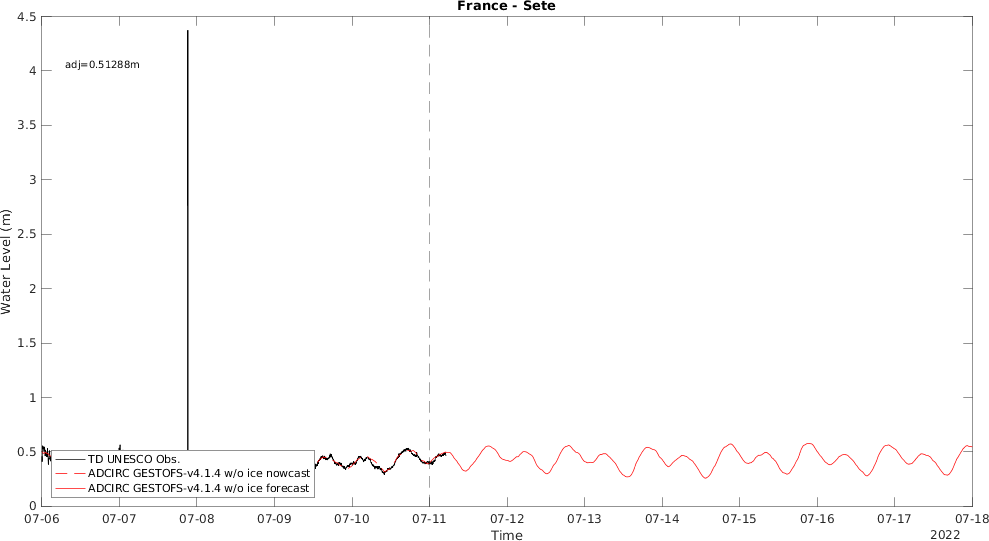 France - Sete
4.5
4
3.5
3
2.5
2
1.5
1
0.5
0
Water Level (m)
adj=0.51288m
TD UNESCO Obs.
ADCIRC GESTOFS-v4.1.4 w/o ice nowcast
ADCIRC GESTOFS-v4.1.4 w/o ice forecast
07-06 07-07 07-08 07-09 07-10 07-11 07-12 07-13 07-14 07-15 07-16 07-17 07-18
Time
2022